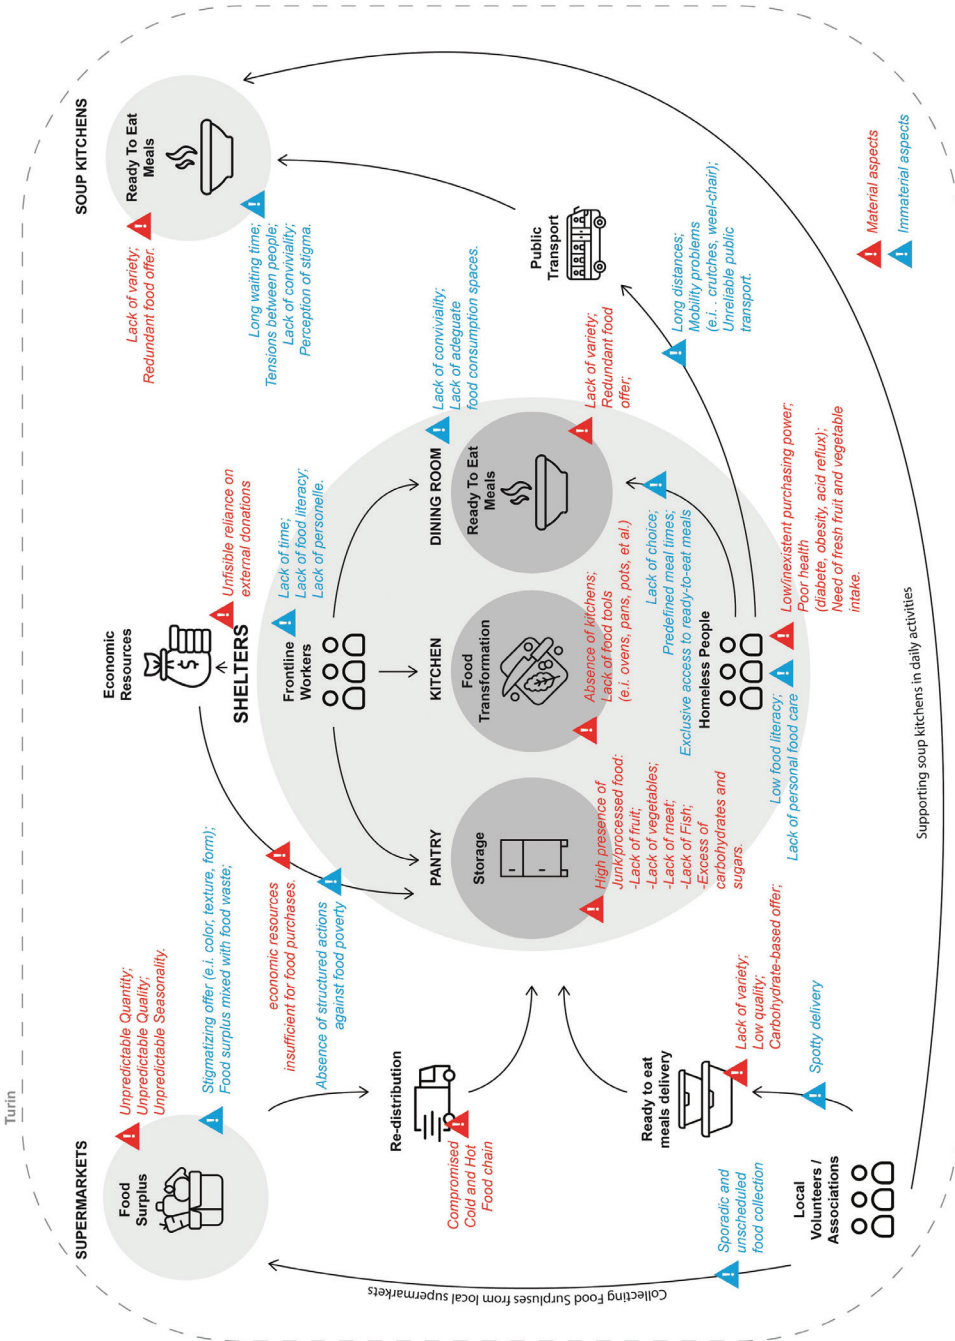 Turin
SUPERMARKETS
Food
Surplus
Unpredictable Quantity;
Unpredictable Quality;
Unpredictable Seasonality.
Stigmatizing offer (e.i. color, texture, form);
Food surplus mixed with food waste;
Economic
Resources
Unfisible reliance on
external donations
economic resources
insufficient for food purchases.
Absence of structured actions
against food poverty
SOUP KITCHENS
Ready To Eat
Meals
Lack of variety;
Redundant food offer.
Long waiting time;
Tensions between people;
Lack of conviviality;
Perception of stigma.
SHELTERS
Frontline
Workers
Lack of time;
Lack of food literacy;
Lack of personelle.
PANTRY
Storage
High presence of
Junk/processed food:
-Lack of fruit;
-Lack of vegetables;
-Lack of meat;
-Lack of Fish;
-Excess of
carbohydrates and
sugars.
KITCHEN
Food
Transformation
Absence of kitchens;
Lack of food tools
(e.i. ovens, pans, pots, et al.)
DINING ROOM
Ready To Eat
Meals
Lack of conviviality;
Lack of adeguate
food consumption spaces.
Lack of variety;
Redundant food
offer;
Lack of choice;
Predefined meal times;
Exclusive access to ready-to-eat meals
Homeless People
Low food literacy;
Lack of personal food care
Low/inexistent purchasing power;
Poor health
(diabete, obesity, acid reflux);
Need of fresh fruit and vegetable
intake.
Public
Transport
Long distances;
Mobility problems
(e.i. . crutches, weel-chair);
Unreliable public
transport.
Re-distribution
Compromised
Cold and Hot
Food chain
Ready to eat
meals delivery
Lack of variety;
Low quality;
Carbohydrate-based offer;
Spotty delivery
Sporadic and
unscheduled
food collection
Local
Volunteers /
Associations
Collecting Food Surpluses from local supermarkets
Supporting soup kitchens in daily activities
Material aspects
Immaterial aspects